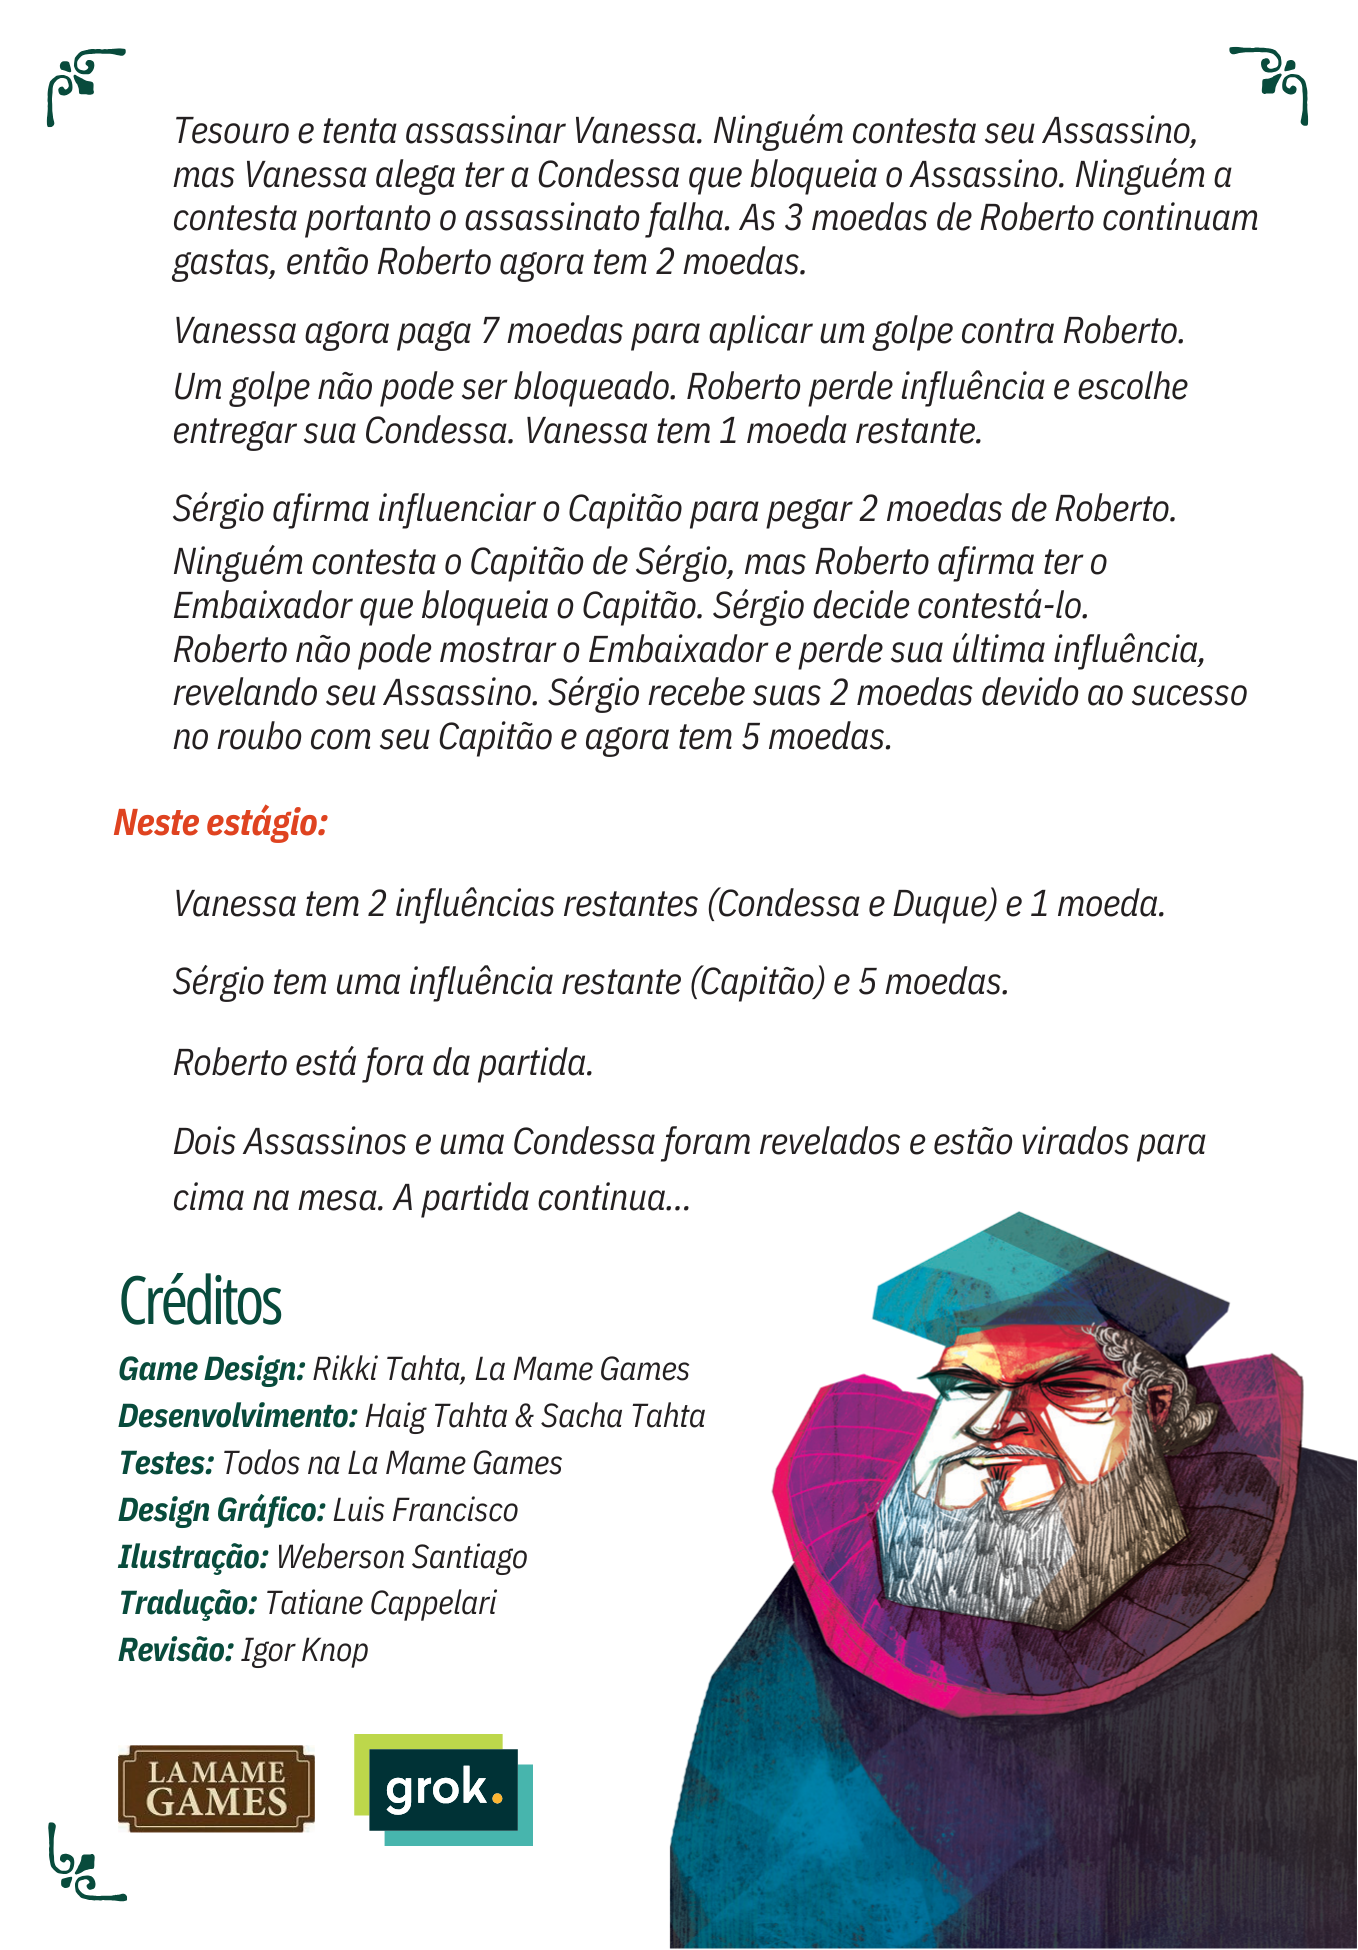 Tesouro e tenta assassinar Vanessa. Ninguém contesta seu Assassino,
mas Vanessa alega ter a Condessa que bloqueia o Assassino. Ninguém a
contesta portanto o assassinato falha. As 3 moedas de Roberto continuam
gastas, então Roberto agora tem 2 moedas.
Vanessa agora paga 7 moedas para aplicar um golpe contra Roberto.
Um golpe não pode ser bloqueado. Roberto perde influência e escolhe
entregar sua Condessa. Vanessa tem 1 moeda restante.
Sérgio afirma influenciar o Capitão para pegar 2 moedas de Roberto.
Ninguém contesta o Capitão de Sérgio, mas Roberto afirma ter o
Embaixador que bloqueia o Capitão. Sérgio decide contestá-lo.
Roberto não pode mostrar o Embaixador e perde sua última influência,
revelando seu Assassino. Sérgio recebe suas 2 moedas devido ao sucesso
no roubo com seu Capitão e agora tem 5 moedas.
Neste estágio:
Vanessa tem 2 influências restantes (Condessa e Duque) e 1 moeda.
Sérgio tem uma influência restante (Capitão) e 5 moedas.
Roberto está fora da partida.
Dois Assassinos e uma Condessa foram revelados e estão virados para
cima na mesa. A partida continua...
Créditos
Game Design: Rikki Tahta, La Mame Games
Desenvolvimento: Haig Tahta & Sacha Tahta
Testes: Todos na La Mame Games
Design Gráfico: Luis Francisco
Ilustração: Weberson Santiago
Tradução: Tatiane Cappelari
Revisão: Igor Knop
LA MAME
GAMES
grok.